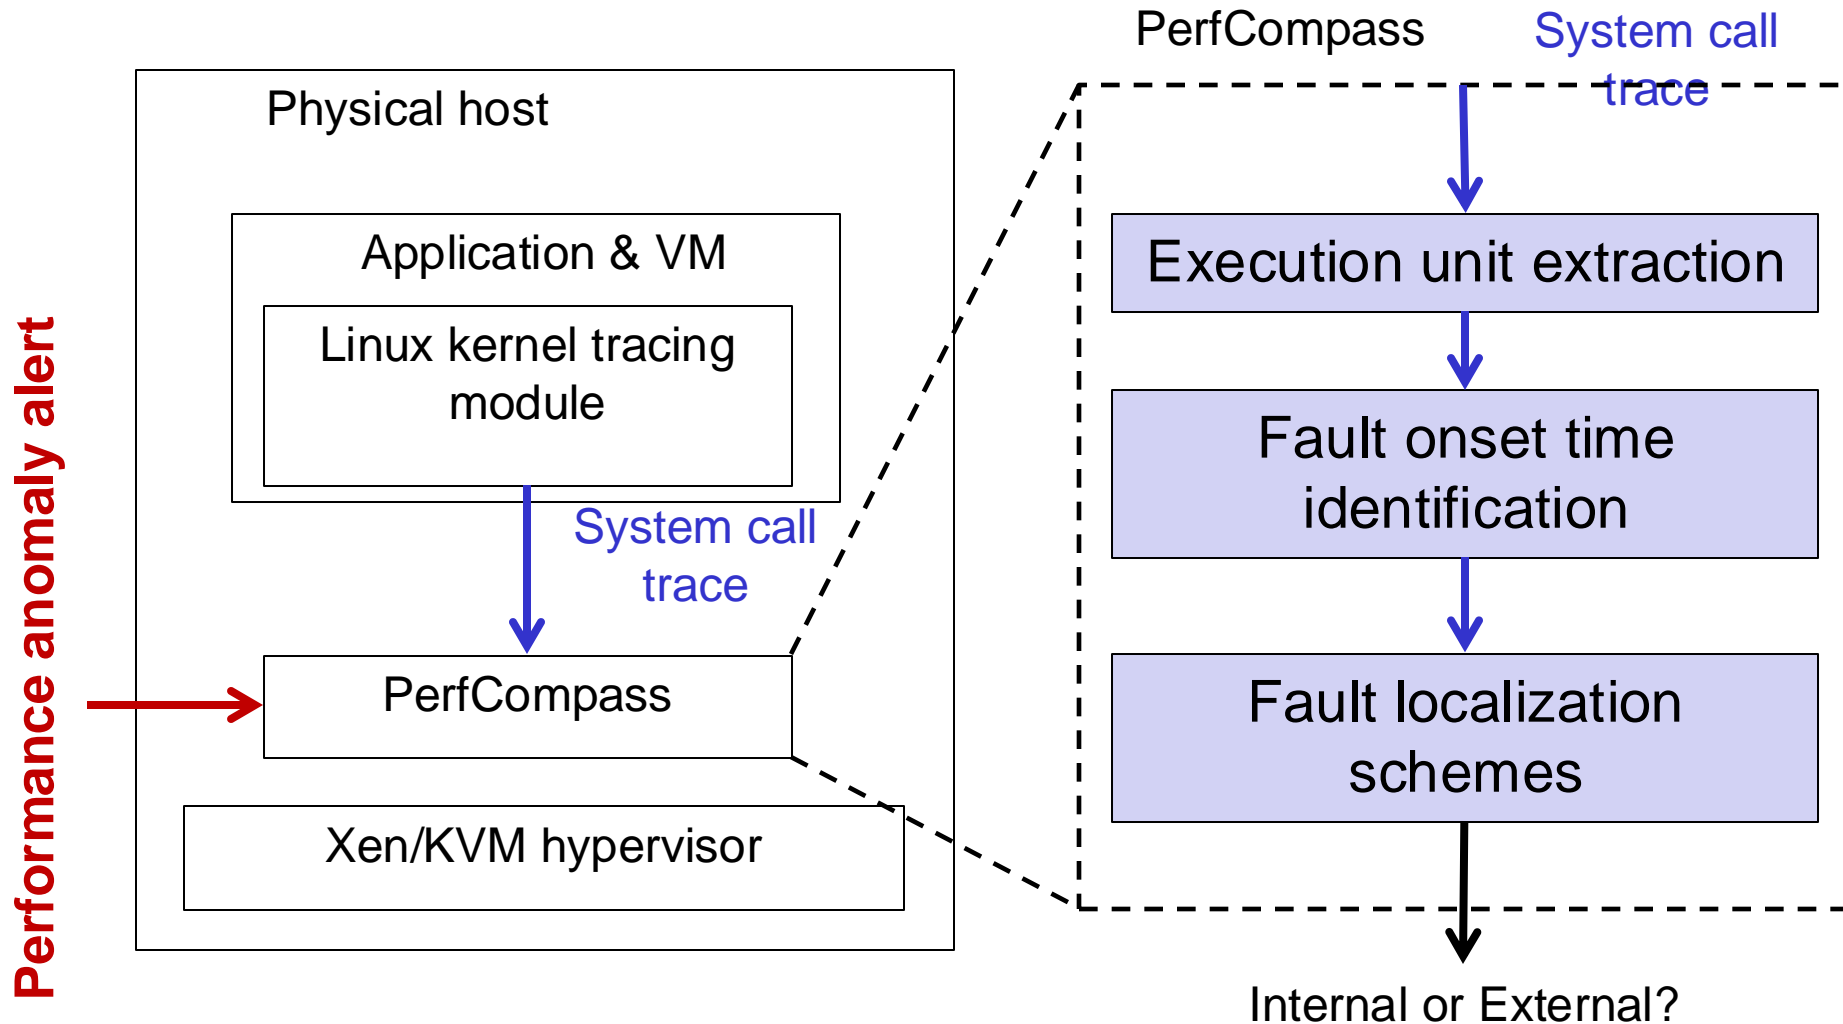 Performance anomaly alert
Physical host
Application & VM
Linux kernel tracing
module
System call
trace
PerfCompass
Xen/KVM hypervisor
PerfCompass
System call
trace
Execution unit extraction
Fault onset time
identification
Fault localization
schemes
Internal or External?